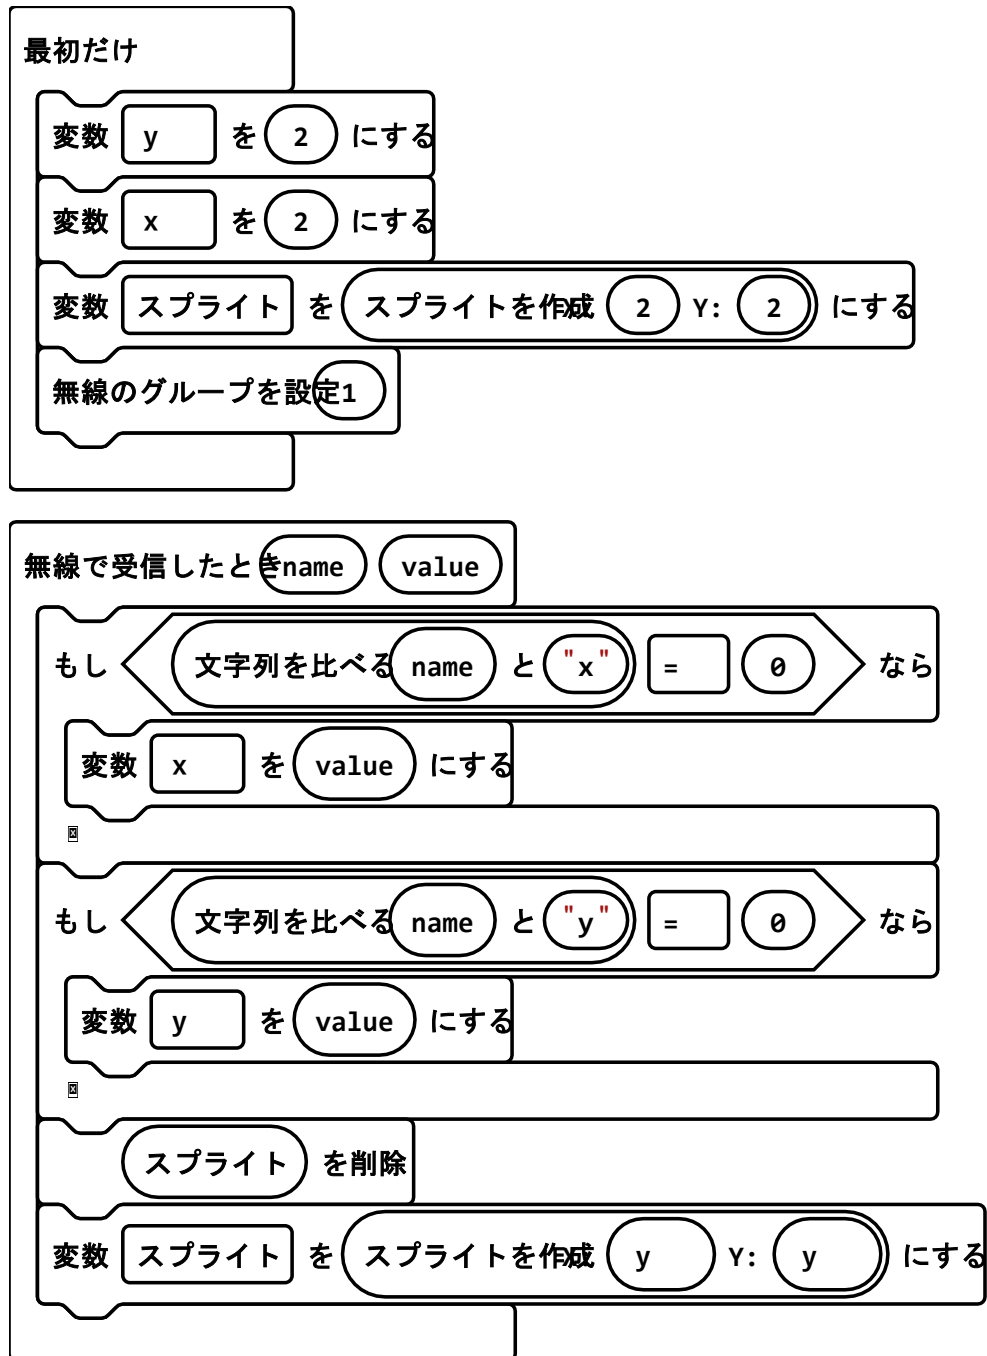 最初だけ
変数 y を 2 にする
変数 x を 2 にする
変数 スプライト を スプライトを作成 X: 2 Y: 2 にする
無線のグループを設定 1
無線で受信したとき name value
もし 文字列を比べる name と "x" = 0 なら
変数 x を value にする
もし 文字列を比べる name と "y" = 0 なら
変数 y を value にする
スプライト を削除
変数 スプライト を スプライトを作成 X: y Y: y にする